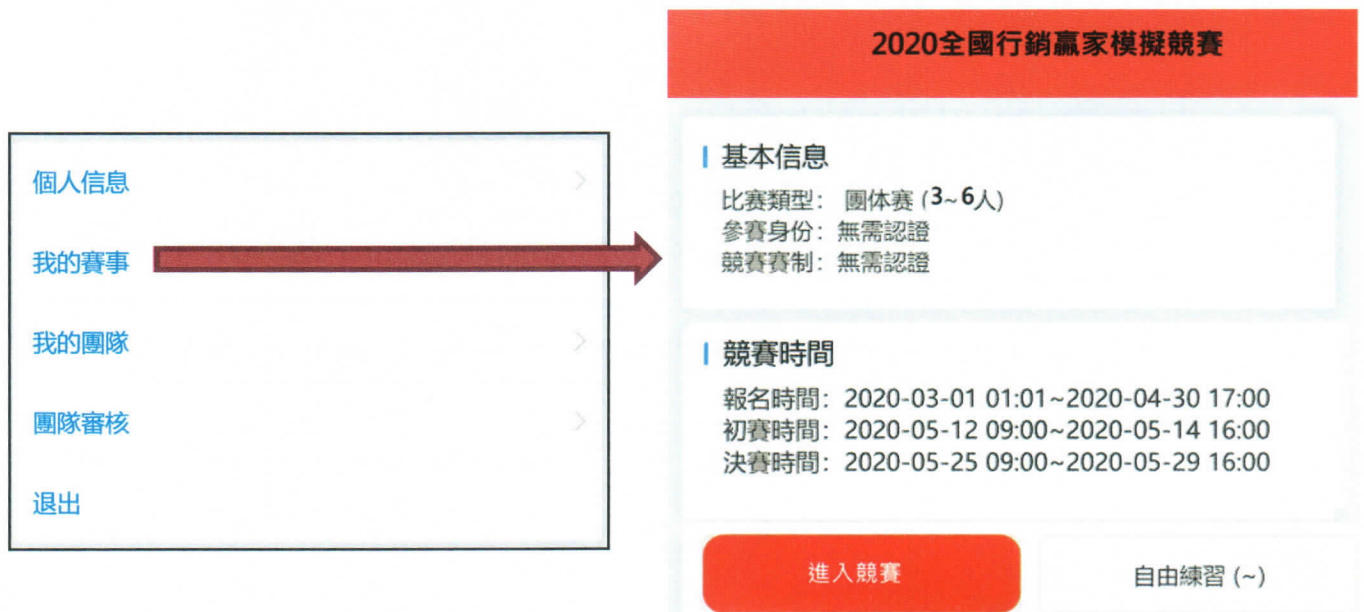 個人信息
我的賽事
我的團隊
團隊審核
退出
2020全國行銷贏家模擬競賽
基本信息
比赛類型： 團体赛 (3~6人)
參賽身份：無需認證
競賽賽制：無需認證
競賽時間
報名時間：2020-03-01 01:01~2020-04-30 17:00
初賽時間：2020-05-12 09:00~2020-05-14 16:00
決賽時間：2020-05-25 09:00~2020-05-29 16:00
進入競賽
自由練習 (~)